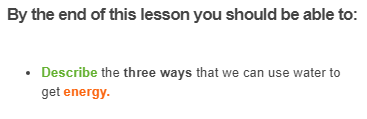 By the end of this lesson you should be able to:
• Describe the three ways that we can use water to
get energy.